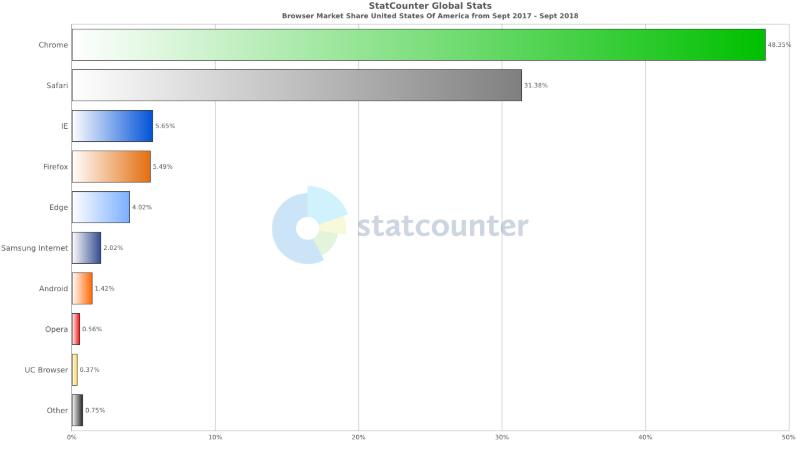 StatCounter Global Stats
Browser Market Share United States Of America from Sept 2017 - Sept 2018
Chrome 48.35%
Safari 31.38%
IE 5.65%
Firefox 5.49%
Edge 4.02%
statcounter
Samsung Internet 2.02%
Android 1.42%
Opera 0.56%
UC Browser 0.37%
Other 0.75%
0% 10% 20% 30% 40% 50%